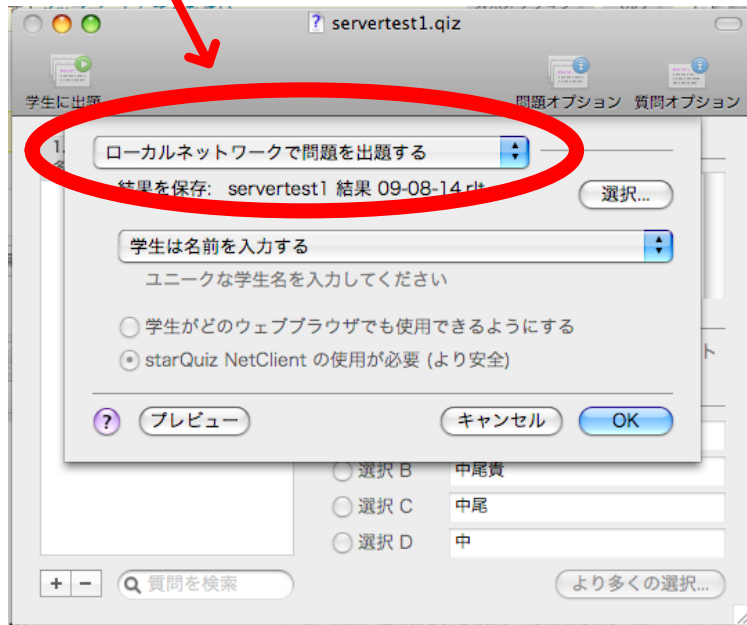 servertest1.qiz
学生に出題
問題オプション 質問オプション
1.
ローカルネットワークで問題を出題する
結果を保存: servertest1 結果 09-08-14.rlt
選択...
学生は名前を入力する
ユニークな学生名を入力してください
学生がどのウェブブラウザでも使用できるようにする
starQuiz NetClient の使用が必要 (より安全)
ト
? プレビュー キャンセル OK
選択 B 中尾貴
選択 C 中尾
選択 D 中
+ - 質問を検索 より多くの選択...